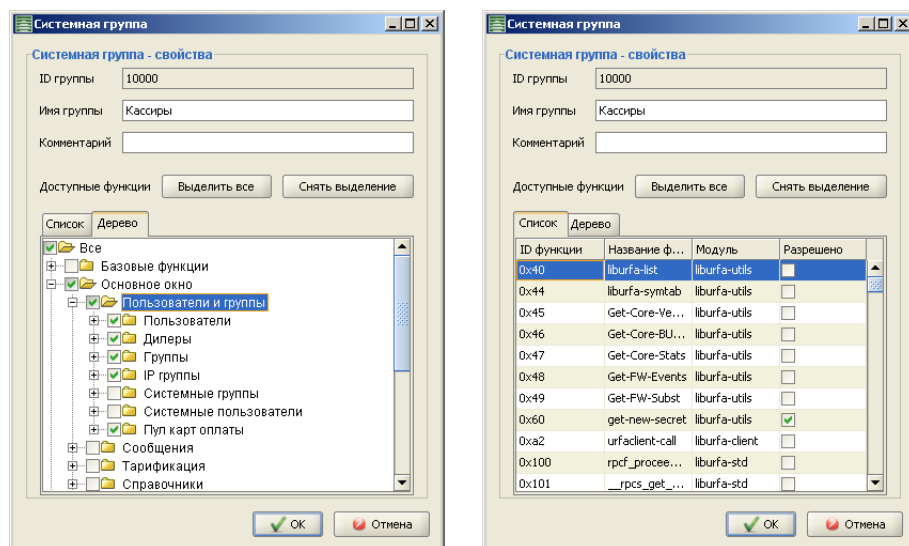 Системная группа
Системная группа - свойства
ID группы 10000
Имя группы Кассиры
Комментарий
Доступные функции Выделить все Снять выделение
Список Дерево
Все
Базовые функции
Основное окно
Пользователи и группы
Пользователи
Дилеры
Группы
IP группы
Системные группы
Системные пользователи
Пул карт оплаты
Сообщения
Тарификация
Справочники
OK Отмена
Системная группа
Системная группа - свойства
ID группы 10000
Имя группы Кассиры
Комментарий
Доступные функции Выделить все Снять выделение
Список Дерево
ID функции Название ф... Модуль Разрешено
0x40 liburfa-list liburfa-utils
0x44 liburfa-symtab liburfa-utils
0x45 Get-Core-Ve... liburfa-utils
0x46 Get-Core-BU... liburfa-utils
0x47 Get-Core-Stats liburfa-utils
0x48 Get-FW-Events liburfa-utils
0x49 Get-FW-Subst liburfa-utils
0x60 get-new-secret liburfa-utils
0xa2 urfaclient-call liburfa-client
0x100 rpcf_procee... liburfa-std
0x101 __rpcs_get_... liburfa-std
OK Отмена